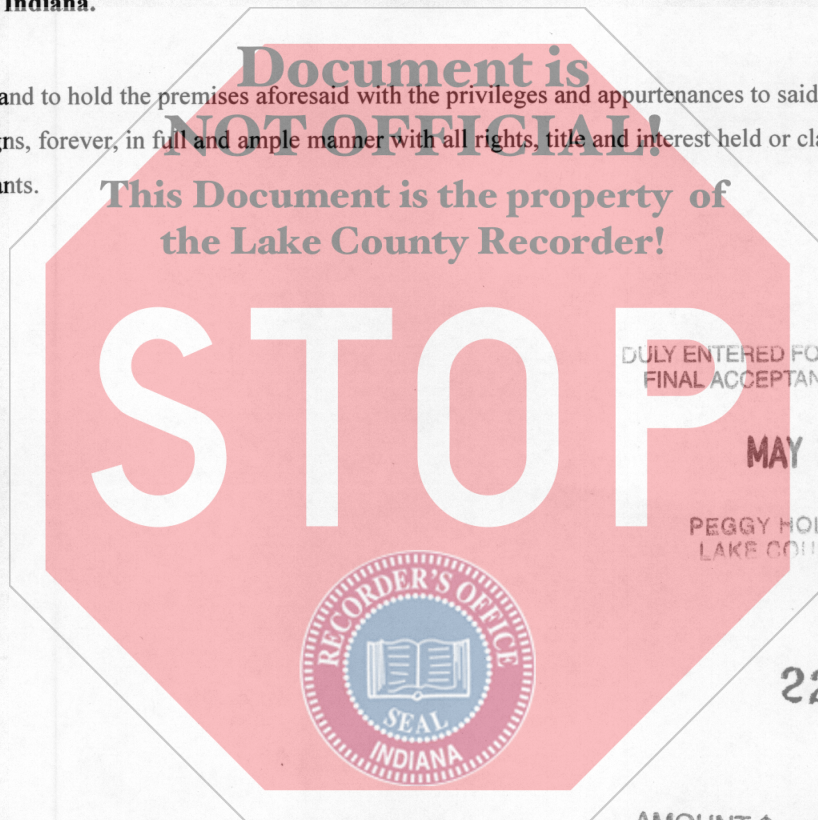 Indiana.
Document is
and to hold the premises aforesaid with the privileges and appurtenances to said
NOT OFFICIAL!
gns, forever, in full and ample manner with all rights, title and interest held or cla
ants.
This Document is the property of
the Lake County Recorder!
STOP
DULY ENTERED FO
FINAL ACCEPTAN
MAY
PEGGY HOL
LAKE COU
RECORDER'S OFFICE
SEAL
INDIANA
22
AMOUNT $